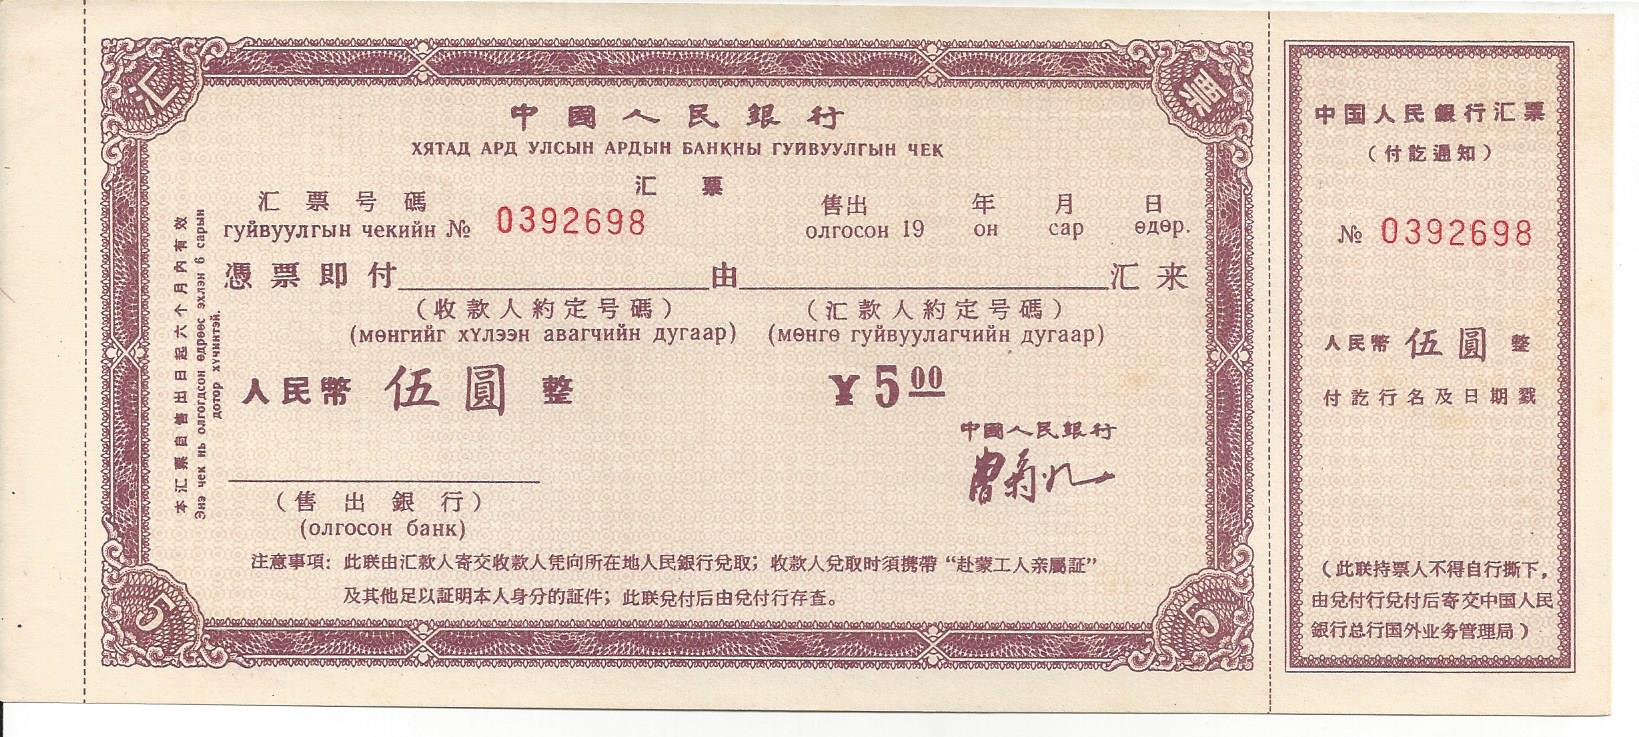 汇
票
中國人民銀行
ХЯТАД АРД УЛСЫН АРДЫН БАНКНЫ ГУЙВУУЛГЫН ЧЕК
汇 票
汇票号碼
гуйвуулгын чекийн № 0392698
售出 年 月 日
олгосон 19 он сар өдөр.
憑票即付 由 汇来
(收款人約定号碼) (汇款人約定号碼)
(мөнгийг хүлээн авагчийн дугаар) (мөнгө гуйвуулагчийн дугаар)
人民幣 伍圓 整 ¥ 5 00
中國人民銀行
(售出銀行)
(олгосон банк)
注意事項: 此联由汇款人寄交收款人凭向所在地人民銀行兌取; 收款人兌取时須携帶“赴蒙工人亲屬証”
及其他足以証明本人身分的証件; 此联兌付后由兌付行存查。
本汇票自售出日起六个月内有效
Энэ чек нь олгогдсон өдрөөс эхлэн 6 сарын
дотор хүчинтэй.
5
5
中国人民銀行汇票
(付訖通知)
№ 0392698
人民幣 伍圓 整
付訖行名及日期戳
(此联持票人不得自行撕下,
由兌付行兌付后寄交中国人民
銀行总行国外业务管理局)